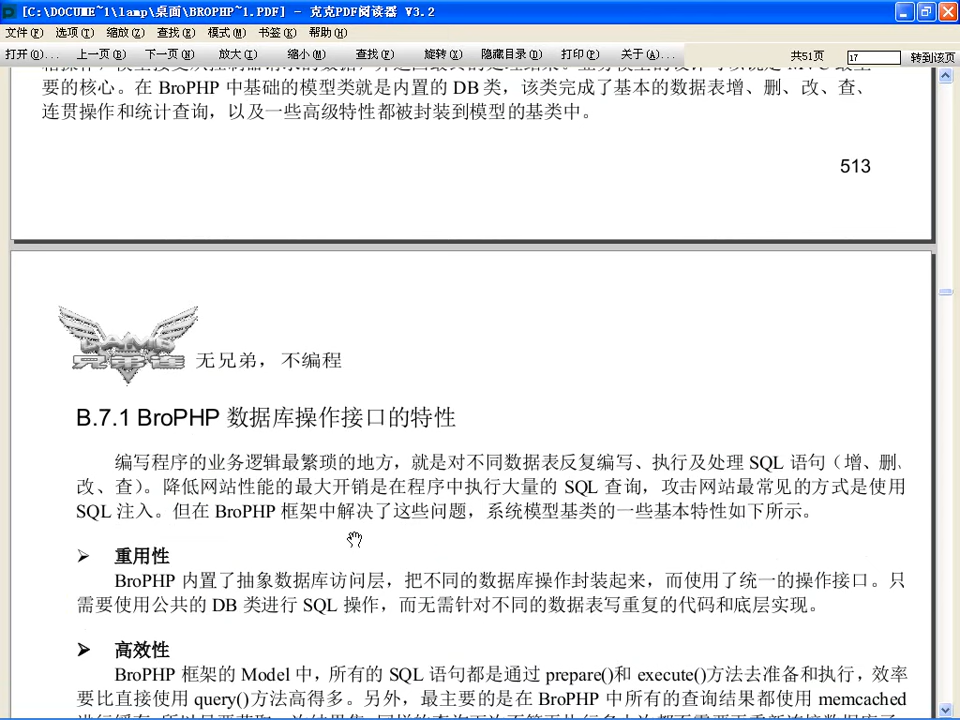 [C:\DOCUME~1\lamp\桌面\BROPHP~1.PDF] - 克克PDF阅读器 V3.2
文件(F) 选项(T) 缩放(Z) 查找(E) 模式(M) 书签(K) 帮助(H)
打开(O)... 上一页(B) 下一页(N) 放大(I) 缩小(M) 查找(F) 旋转(Y) 隐藏目录(D) 打印(P) 关于(A)... 共51页 17 转到该页
要的核心。在 BroPHP 中基础的模型类就是内置的 DB 类，该类完成了基本的数据表增、删、改、查、
连贯操作和统计查询，以及一些高级特性都被封装到模型的基类中。
513
LAMP
兄弟连 无兄弟，不编程
B.7.1 BroPHP 数据库操作接口的特性
编写程序的业务逻辑最繁琐的地方，就是对不同数据表反复编写、执行及处理 SQL 语句（增、删、
改、查）。降低网站性能的最大开销是在程序中执行大量的 SQL 查询，攻击网站最常见的方式是使用
SQL 注入。但在 BroPHP 框架中解决了这些问题，系统模型基类的一些基本特性如下所示。
➢ 重用性
BroPHP 内置了抽象数据库访问层，把不同的数据库操作封装起来，而使用了统一的操作接口。只
需要使用公共的 DB 类进行 SQL 操作，而无需针对不同的数据表写重复的代码和底层实现。
➢ 高效性
BroPHP 框架的 Model 中，所有的 SQL 语句都是通过 prepare()和 execute()方法去准备和执行，效率
要比直接使用 query()方法高得多。另外，最主要的是在 BroPHP 中所有的查询结果都使用 memcached